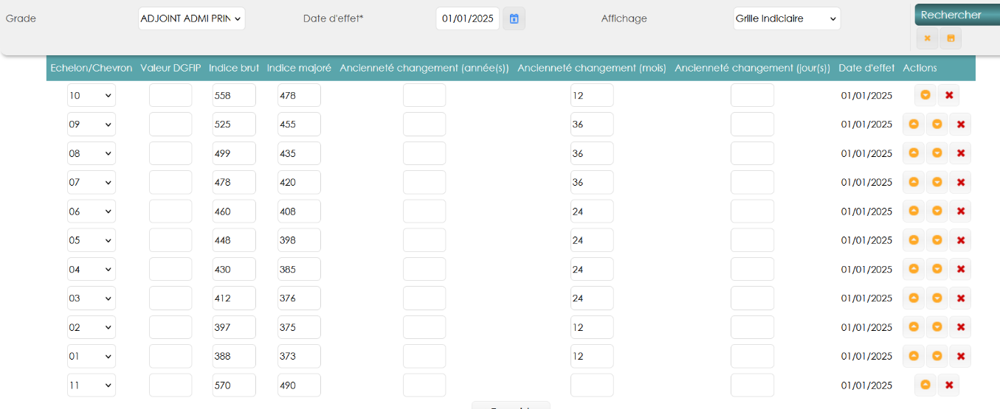 Grade ADJOINT ADMI PRIN Date d'effet* 01/01/2025 Affichage Grille Indiciaire Rechercher
Echelon/Chevron Valeur DGFIP Indice brut Indice majoré Ancienneté changement (année(s)) Ancienneté changement (mois) Ancienneté changement (jour(s)) Date d'effet Actions
10 558 478 12 01/01/2025
09 525 455 36 01/01/2025
08 499 435 36 01/01/2025
07 478 420 36 01/01/2025
06 460 408 24 01/01/2025
05 448 398 24 01/01/2025
04 430 385 24 01/01/2025
03 412 376 24 01/01/2025
02 397 375 12 01/01/2025
01 388 373 12 01/01/2025
11 570 490 01/01/2025